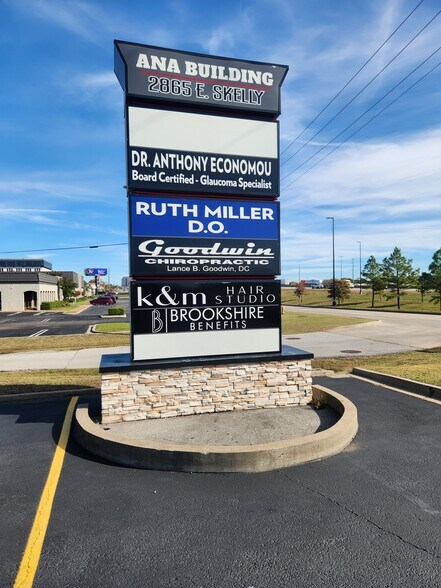 ANA BUILDING
2865 E. SKELLY
DR. ANTHONY ECONOMOU
Board Certified - Glaucoma Specialist
RUTH MILLER
D.O.
Goodwin
CHIROPRACTIC
Lance B. Goodwin, DC
k&m HAIR STUDIO
B BROOKSHIRE
BENEFITS